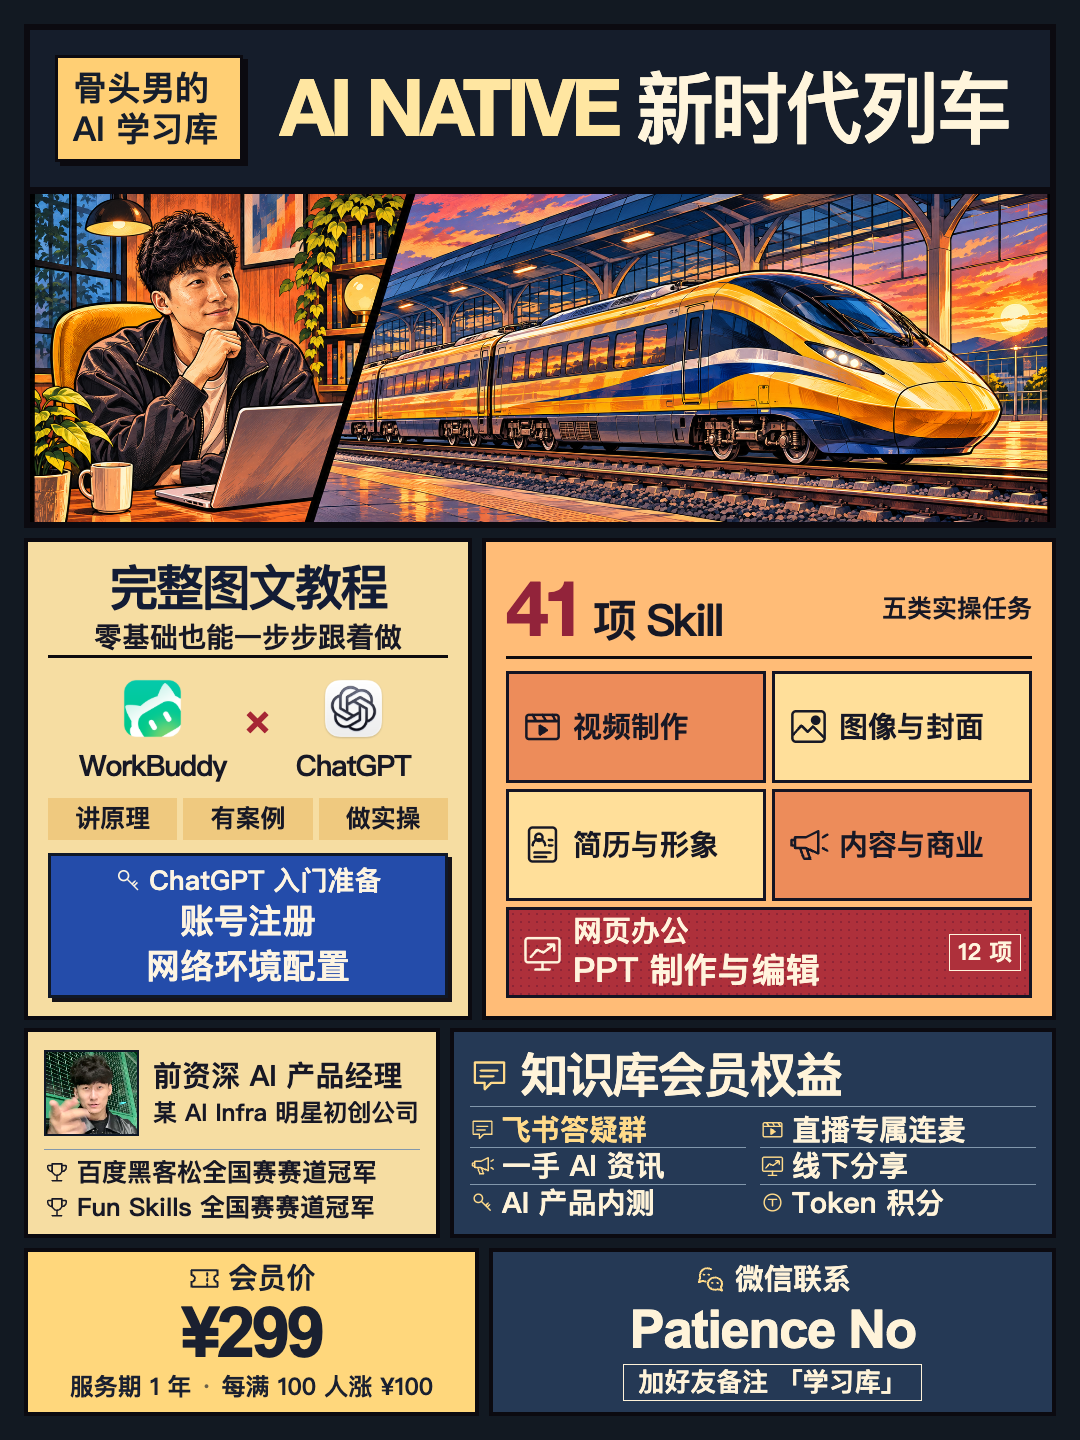 骨头男的
AI 学习库
AI NATIVE 新时代列车
完整图文教程
零基础也能一步步跟着做
WorkBuddy × ChatGPT
讲原理 有案例 做实操
ChatGPT 入门准备
账号注册
网络环境配置
41 项 Skill
五类实操任务
视频制作
图像与封面
简历与形象
内容与商业
网页办公
PPT 制作与编辑
12 项
前资深 AI 产品经理
某 AI Infra 明星初创公司
百度黑客松全国赛赛道冠军
Fun Skills 全国赛赛道冠军
知识库会员权益
飞书答疑群
直播专属连麦
一手 AI 资讯
线下分享
AI 产品内测
Token 积分
会员价
¥299
服务期 1 年 · 每满 100 人涨 ¥100
微信联系
Patience No
加好友备注 「学习库」